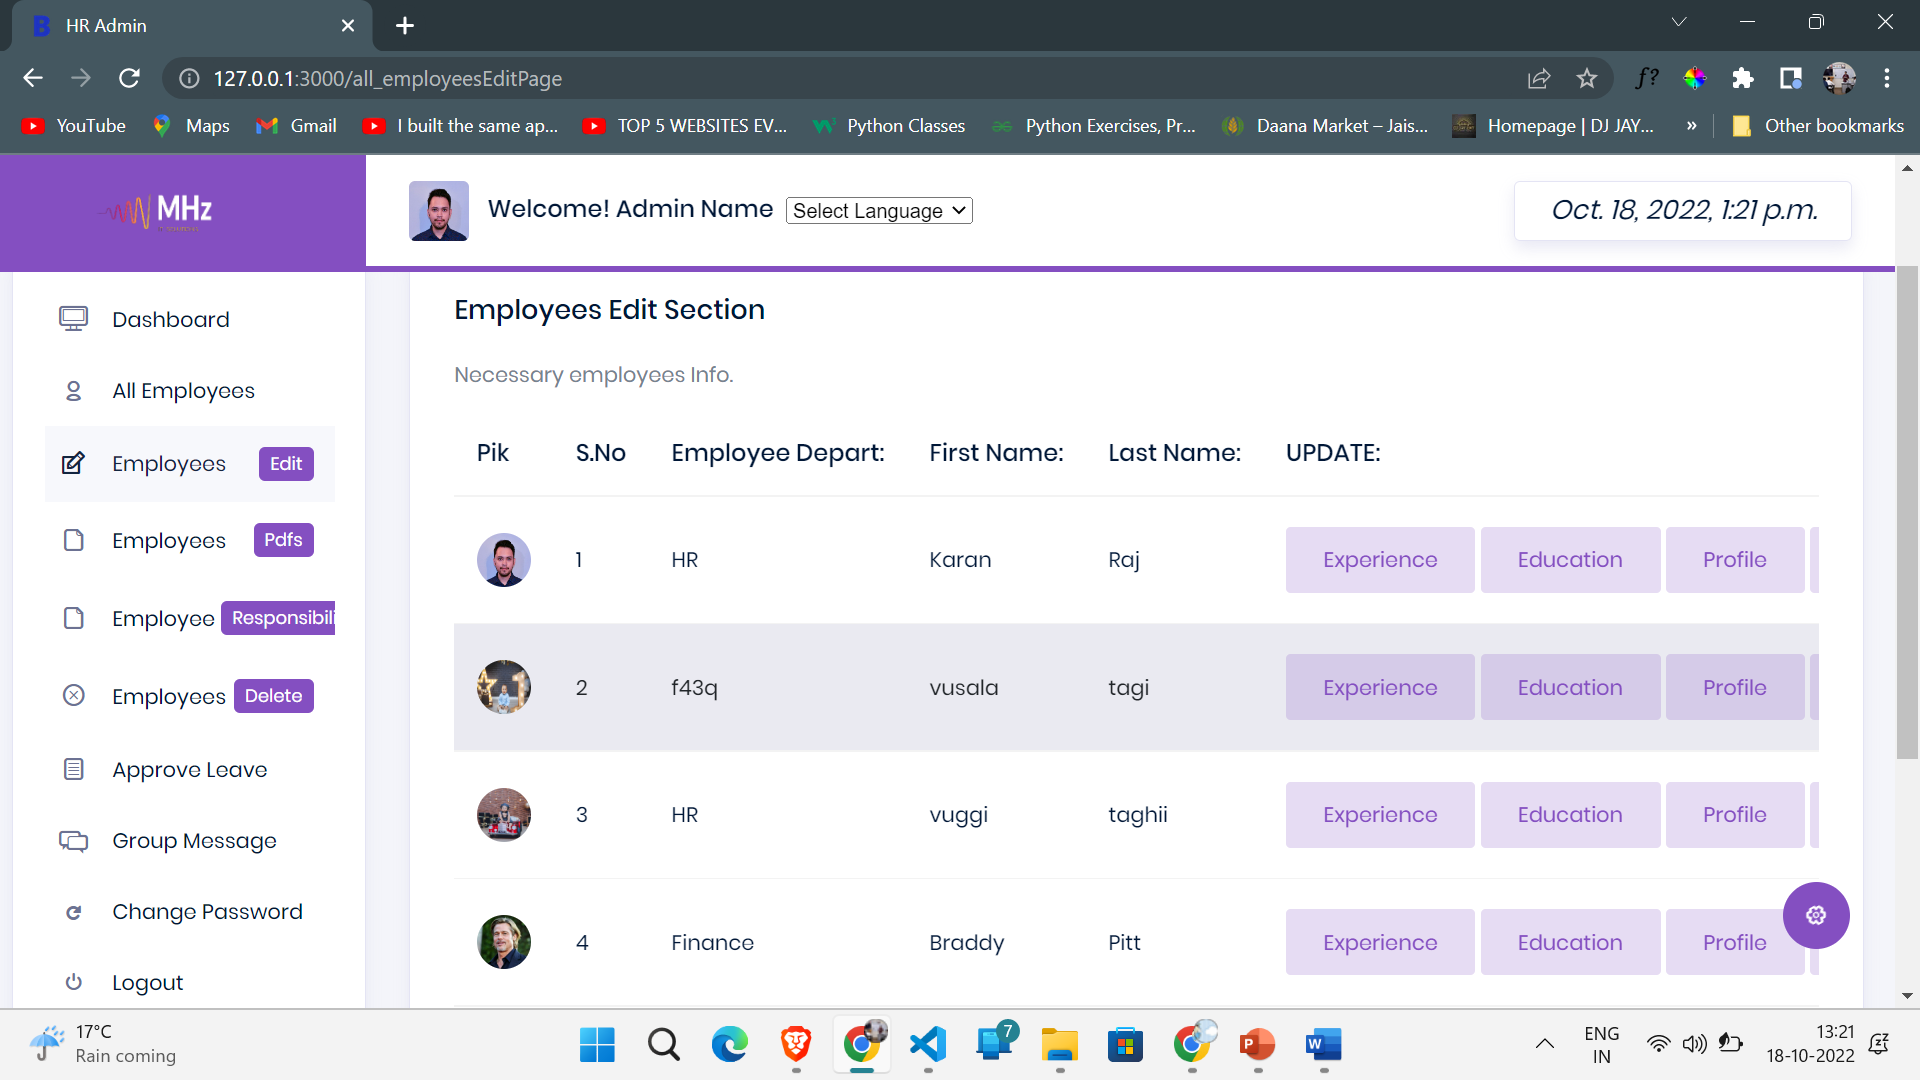 HR Admin
127.0.0.1:3000/all_employeesEditPage
YouTube
Maps
Gmail
I built the same ap...
TOP 5 WEBSITES EV...
Python Classes
Python Exercises, Pr...
Daana Market – Jais...
Homepage | DJ JAY...
»
Other bookmarks
MHz
Welcome! Admin Name
Select Language
Oct. 18, 2022, 1:21 p.m.
Dashboard
All Employees
Employees Edit
Employees Pdfs
Employee Responsibili
Employees Delete
Approve Leave
Group Message
Change Password
Logout
Employees Edit Section
Necessary employees Info.
Pik S.No Employee Depart: First Name: Last Name: UPDATE:
1 HR Karan Raj Experience Education Profile
2 f43q vusala tagi Experience Education Profile
3 HR vuggi taghii Experience Education Profile
4 Finance Braddy Pitt Experience Education Profile
17°C
Rain coming
7
ENG
IN
13:21
18-10-2022